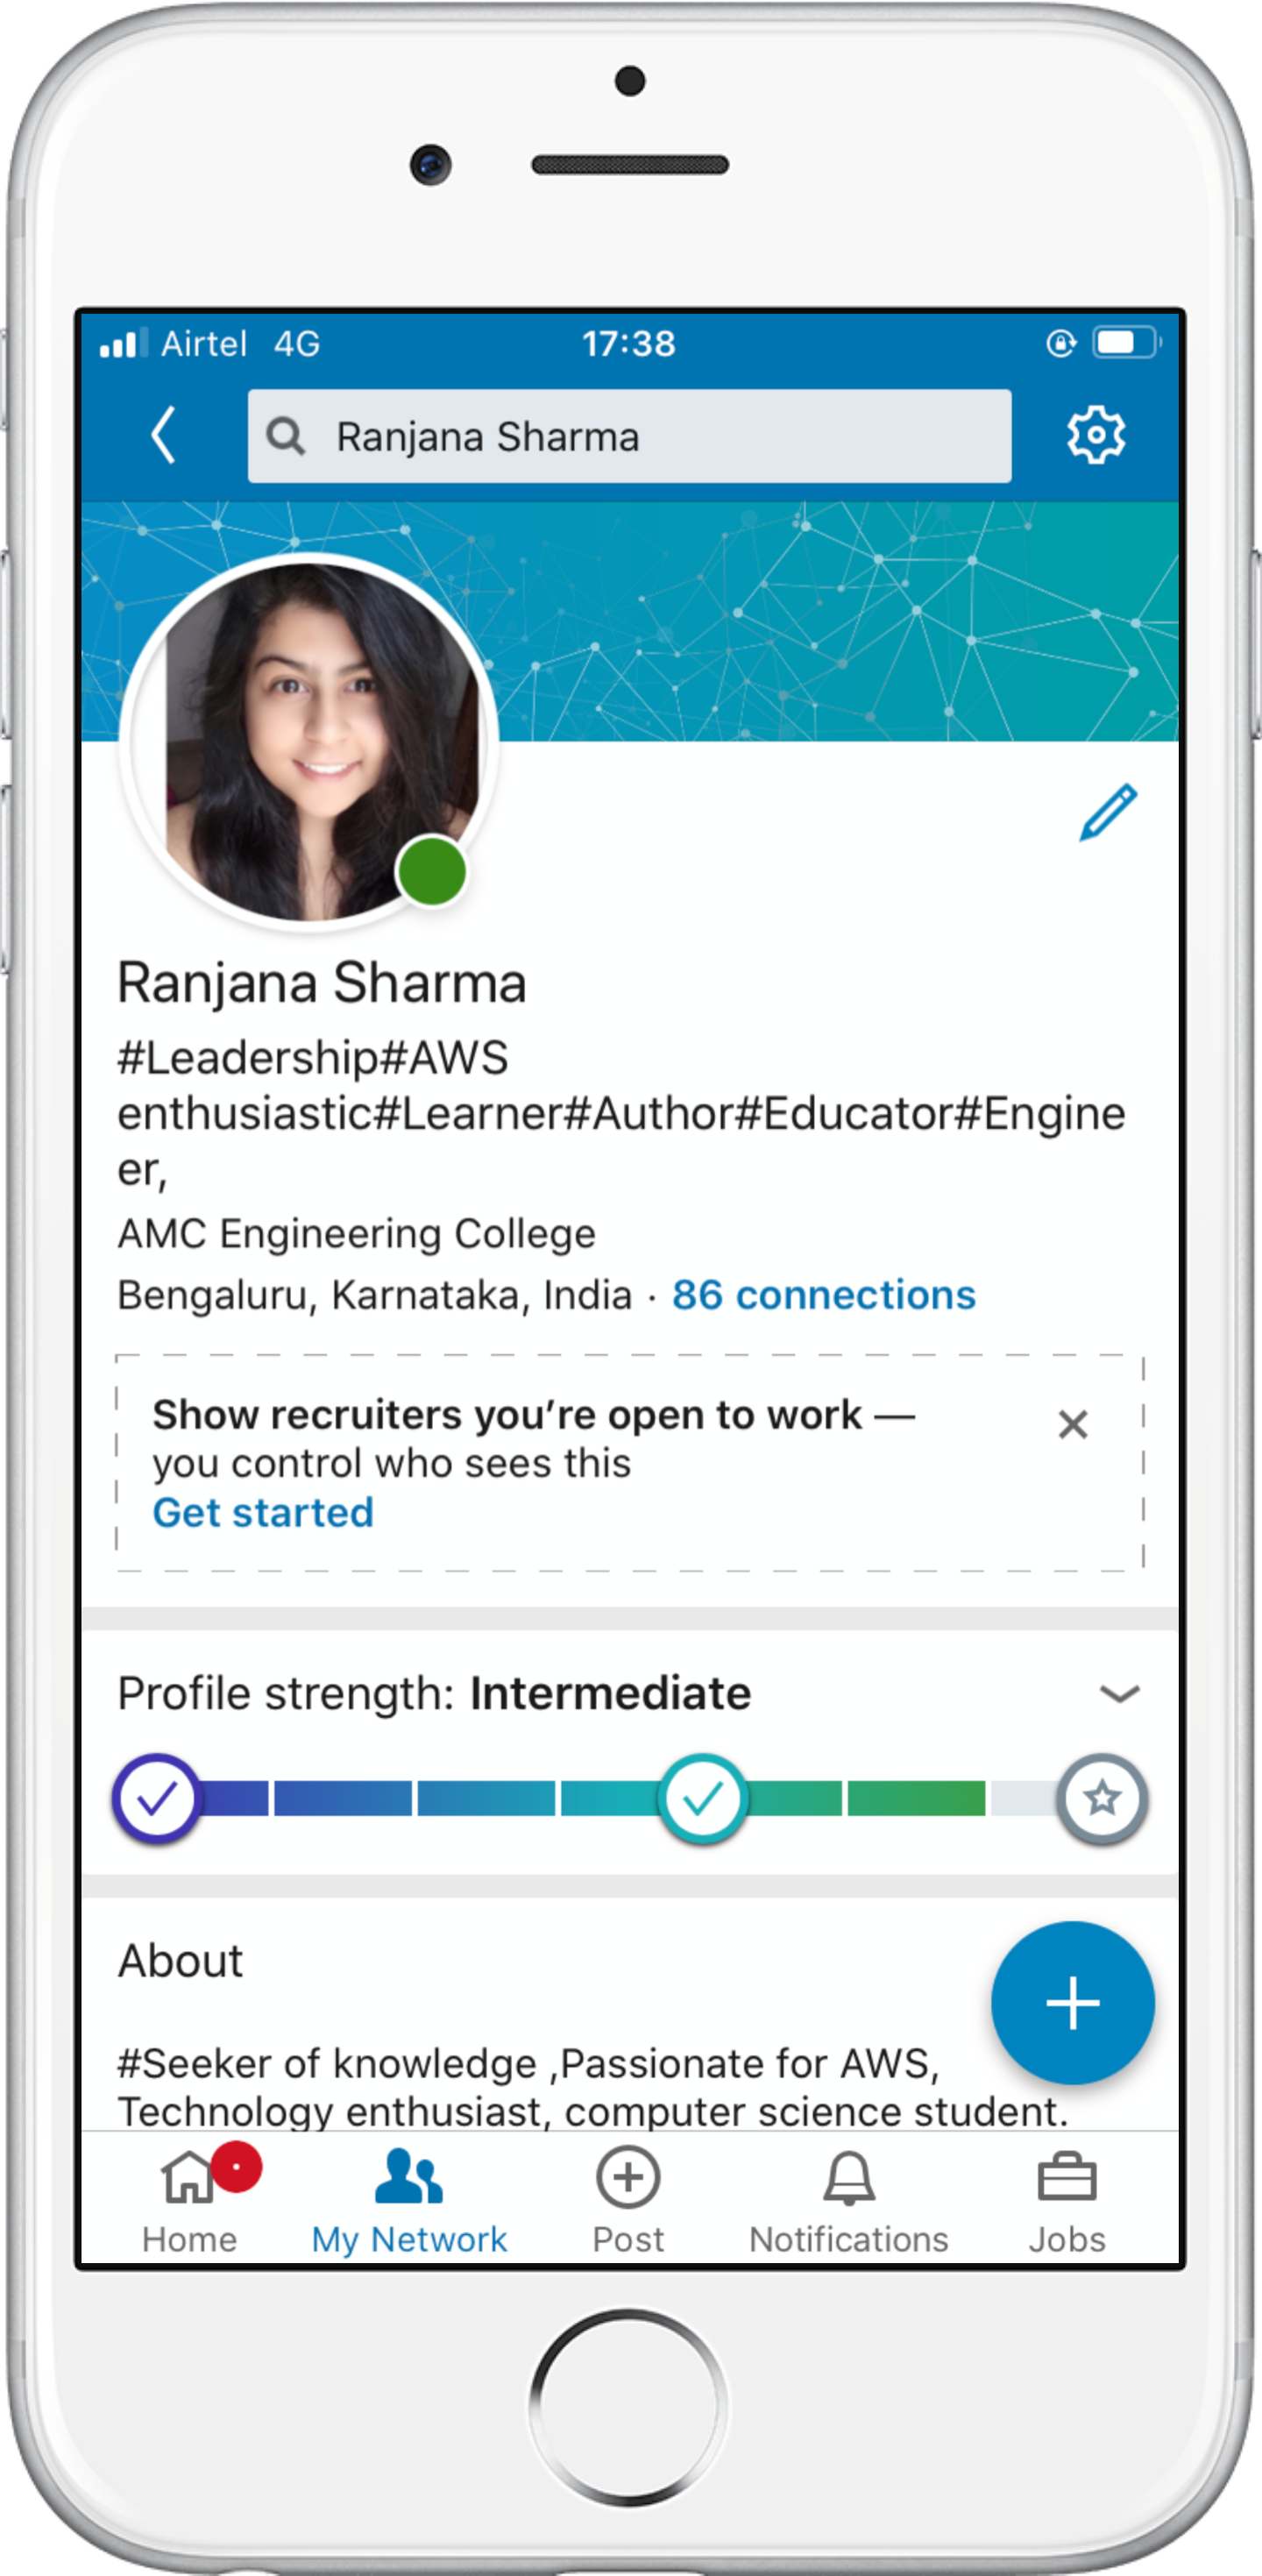 Airtel 4G 17:38
Ranjana Sharma
Ranjana Sharma
#Leadership#AWS
enthusiastic#Learner#Author#Educator#Engine
er,
AMC Engineering College
Bengaluru, Karnataka, India · 86 connections
Show recruiters you're open to work —
you control who sees this
Get started
Profile strength: Intermediate
About
#Seeker of knowledge ,Passionate for AWS,
Technology enthusiast, computer science student.
Home My Network Post Notifications Jobs